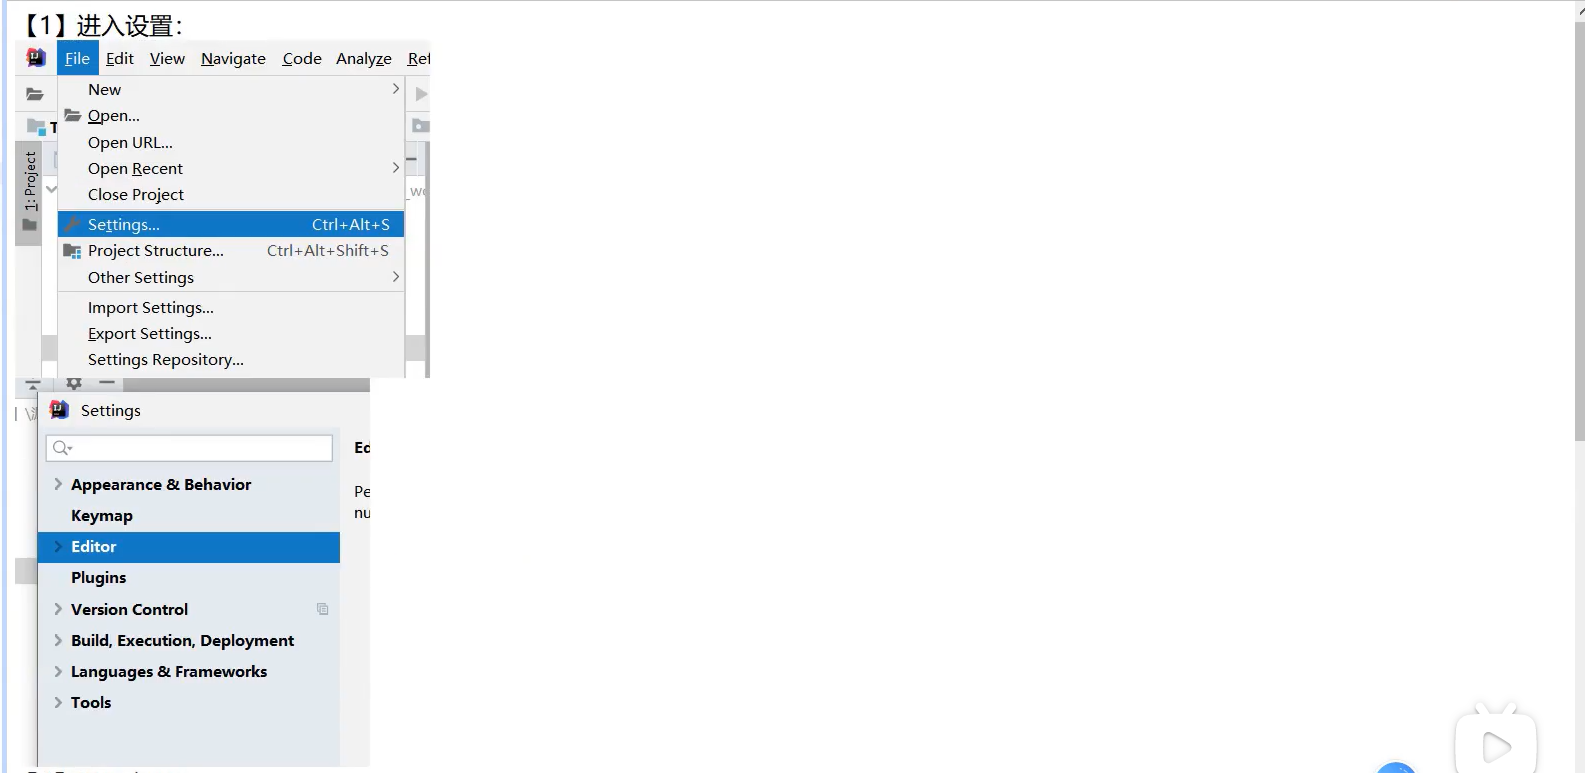 【1】进入设置：
File Edit View Navigate Code Analyze Ref
New
Open...
Open URL...
Open Recent
Close Project
1: Project
Settings... Ctrl+Alt+S
Project Structure... Ctrl+Alt+Shift+S
Other Settings
Import Settings...
Export Settings...
Settings Repository...
Settings
Ed
Appearance & Behavior
Pe
Keymap
nu
Editor
Plugins
Version Control
Build, Execution, Deployment
Languages & Frameworks
Tools